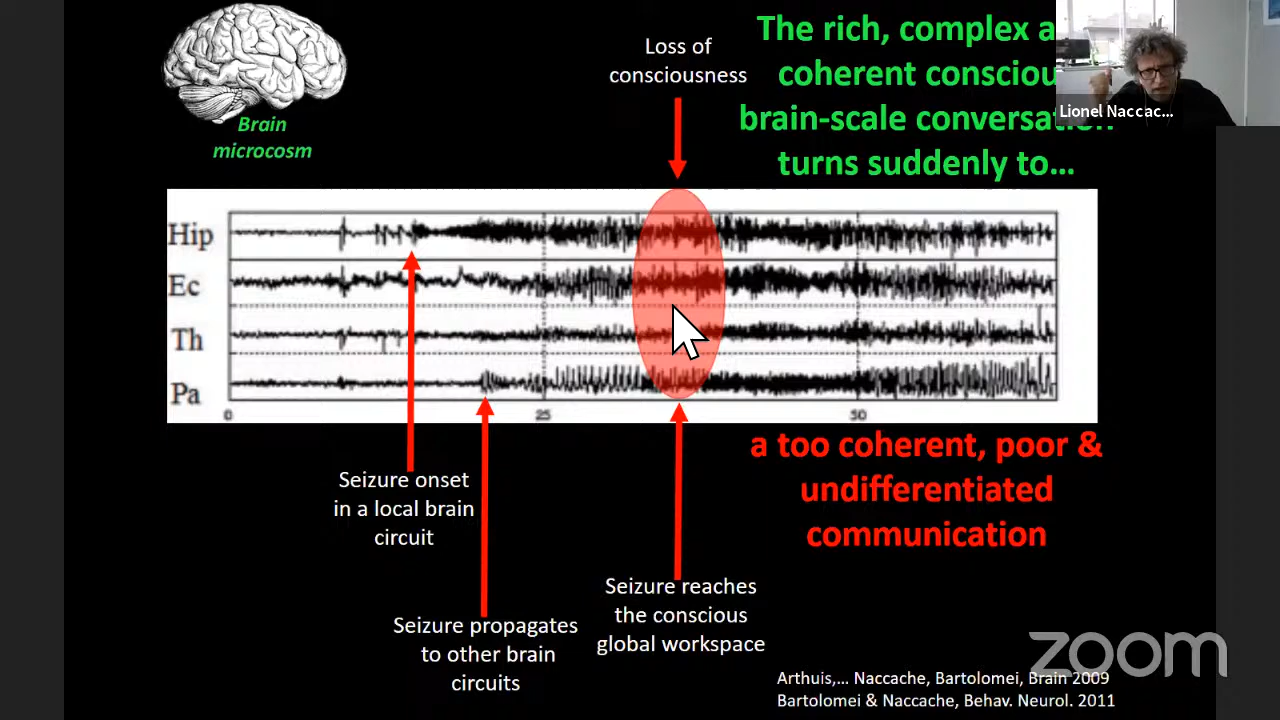 The rich, complex a
coherent consciou
brain-scale conversation
turns suddenly to...
Lionel Naccac...
Loss of
consciousness
Brain
microcosm
Hip
Ec
Th
Pa
0
25
50
Seizure onset
in a local brain
circuit
Seizure propagates
to other brain
circuits
Seizure reaches
the conscious
global workspace
a too coherent, poor &
undifferentiated
communication
zoom
Arthuis,... Naccache, Bartolomei, Brain 2009
Bartolomei & Naccache, Behav. Neurol. 2011